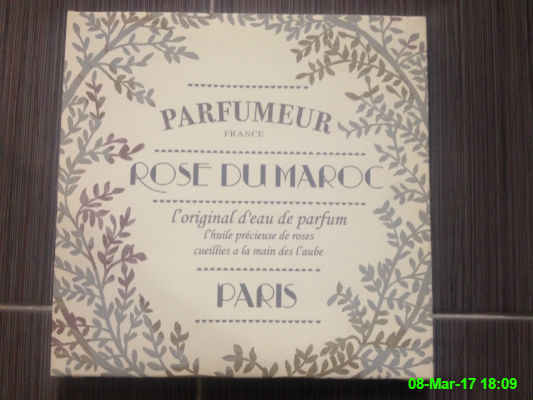 PARFUMEUR
FRANCE
ROSE DU MAROC
l'original d'eau de parfum
l'huile précieuse de roses
cueillies a la main des l'aube
PARIS
08-Mar-17 18:09